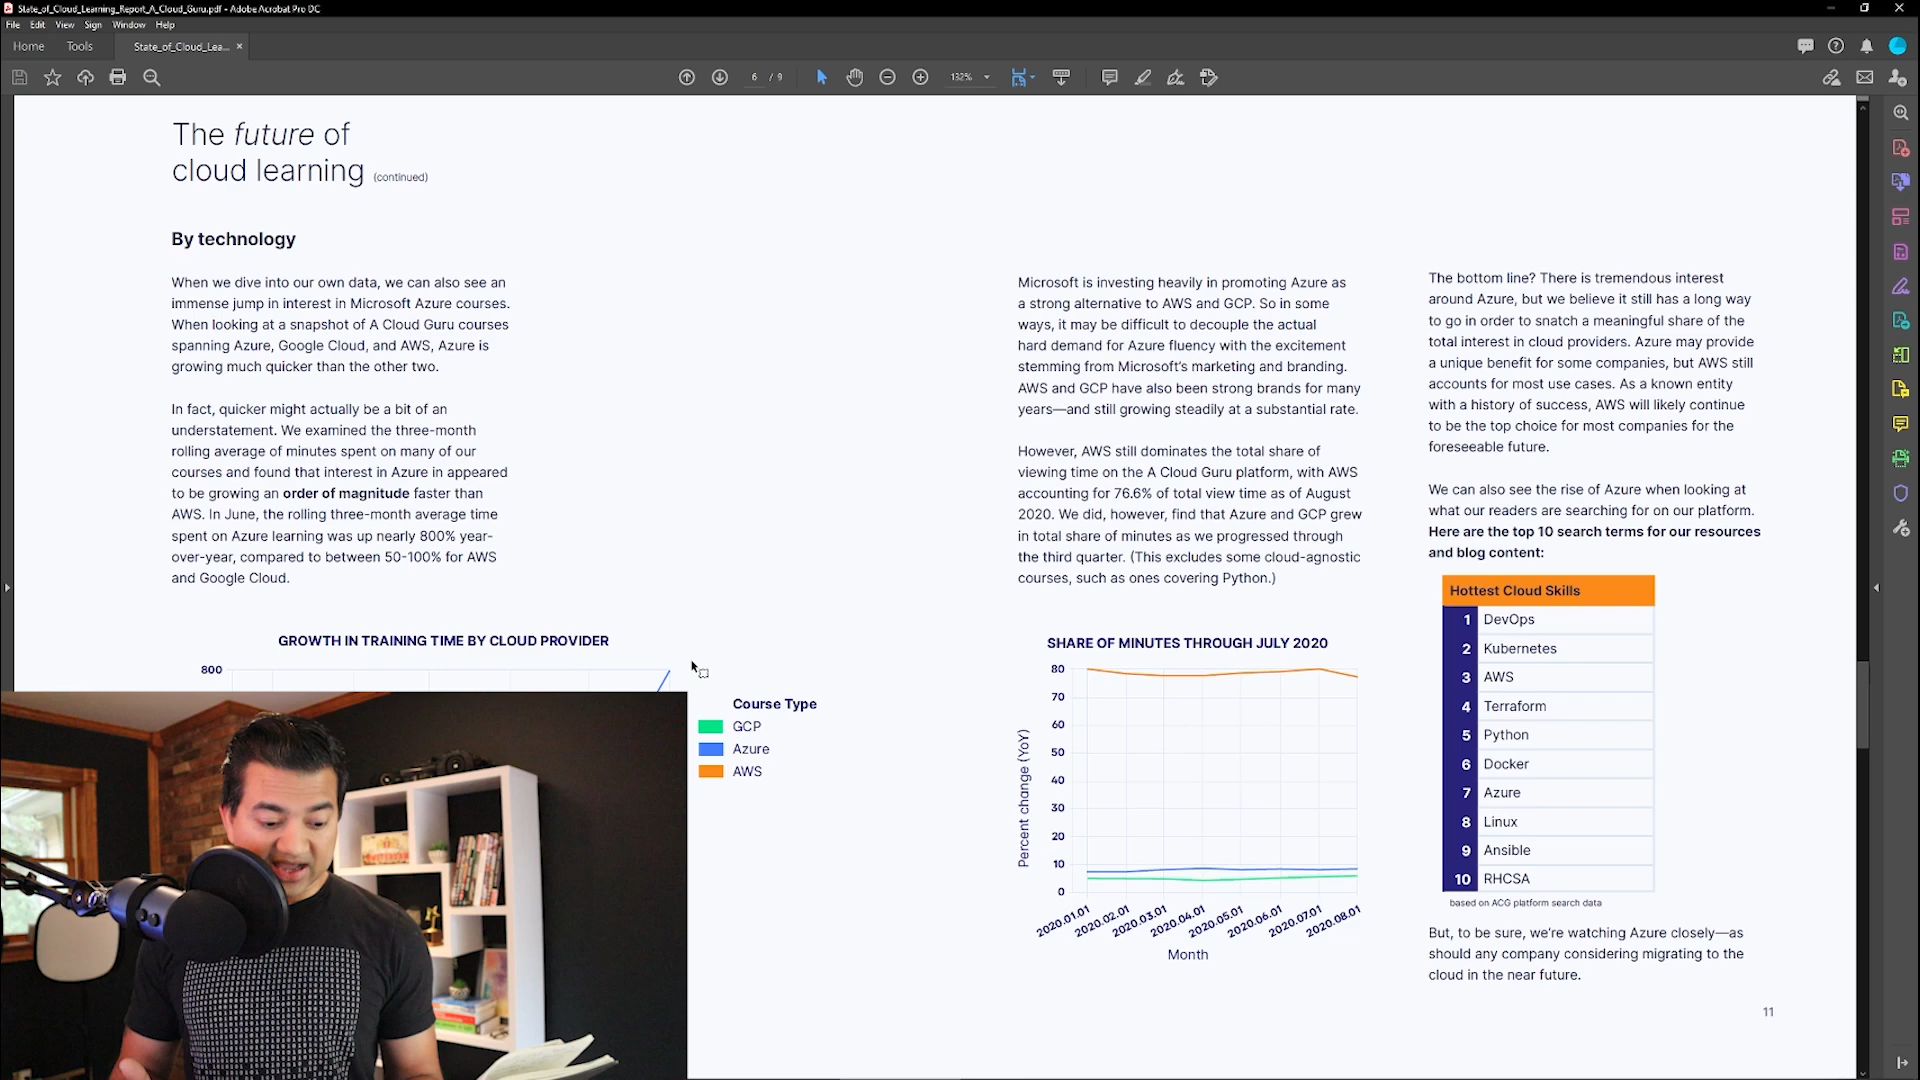 State_of_Cloud_Learning_Report_A_Cloud_Guru.pdf - Adobe Acrobat Pro DC
File Edit View Sign Window Help
Home Tools State_of_Cloud_Lea... ×
6 / 9 132%
The future of
cloud learning (continued)
By technology
When we dive into our own data, we can also see an
immense jump in interest in Microsoft Azure courses.
When looking at a snapshot of A Cloud Guru courses
spanning Azure, Google Cloud, and AWS, Azure is
growing much quicker than the other two.
In fact, quicker might actually be a bit of an
understatement. We examined the three-month
rolling average of minutes spent on many of our
courses and found that interest in Azure in appeared
to be growing an order of magnitude faster than
AWS. In June, the rolling three-month average time
spent on Azure learning was up nearly 800% year-
over-year, compared to between 50-100% for AWS
and Google Cloud.
GROWTH IN TRAINING TIME BY CLOUD PROVIDER
800
Course Type
GCP
Azure
AWS
Microsoft is investing heavily in promoting Azure as
a strong alternative to AWS and GCP. So in some
ways, it may be difficult to decouple the actual
hard demand for Azure fluency with the excitement
stemming from Microsoft's marketing and branding.
AWS and GCP have also been strong brands for many
years—and still growing steadily at a substantial rate.
However, AWS still dominates the total share of
viewing time on the A Cloud Guru platform, with AWS
accounting for 76.6% of total view time as of August
2020. We did, however, find that Azure and GCP grew
in total share of minutes as we progressed through
the third quarter. (This excludes some cloud-agnostic
courses, such as ones covering Python.)
SHARE OF MINUTES THROUGH JULY 2020
Percent change (YoY)
80
70
60
50
40
30
20
10
0
2020.01.01 2020.02.01 2020.03.01 2020.04.01 2020.05.01 2020.06.01 2020.07.01 2020.08.01
Month
The bottom line? There is tremendous interest
around Azure, but we believe it still has a long way
to go in order to snatch a meaningful share of the
total interest in cloud providers. Azure may provide
a unique benefit for some companies, but AWS still
accounts for most use cases. As a known entity
with a history of success, AWS will likely continue
to be the top choice for most companies for the
foreseeable future.
We can also see the rise of Azure when looking at
what our readers are searching for on our platform.
Here are the top 10 search terms for our resources
and blog content:
Hottest Cloud Skills
1 DevOps
2 Kubernetes
3 AWS
4 Terraform
5 Python
6 Docker
7 Azure
8 Linux
9 Ansible
10 RHCSA
based on ACG platform search data
But, to be sure, we're watching Azure closely—as
should any company considering migrating to the
cloud in the near future.
11